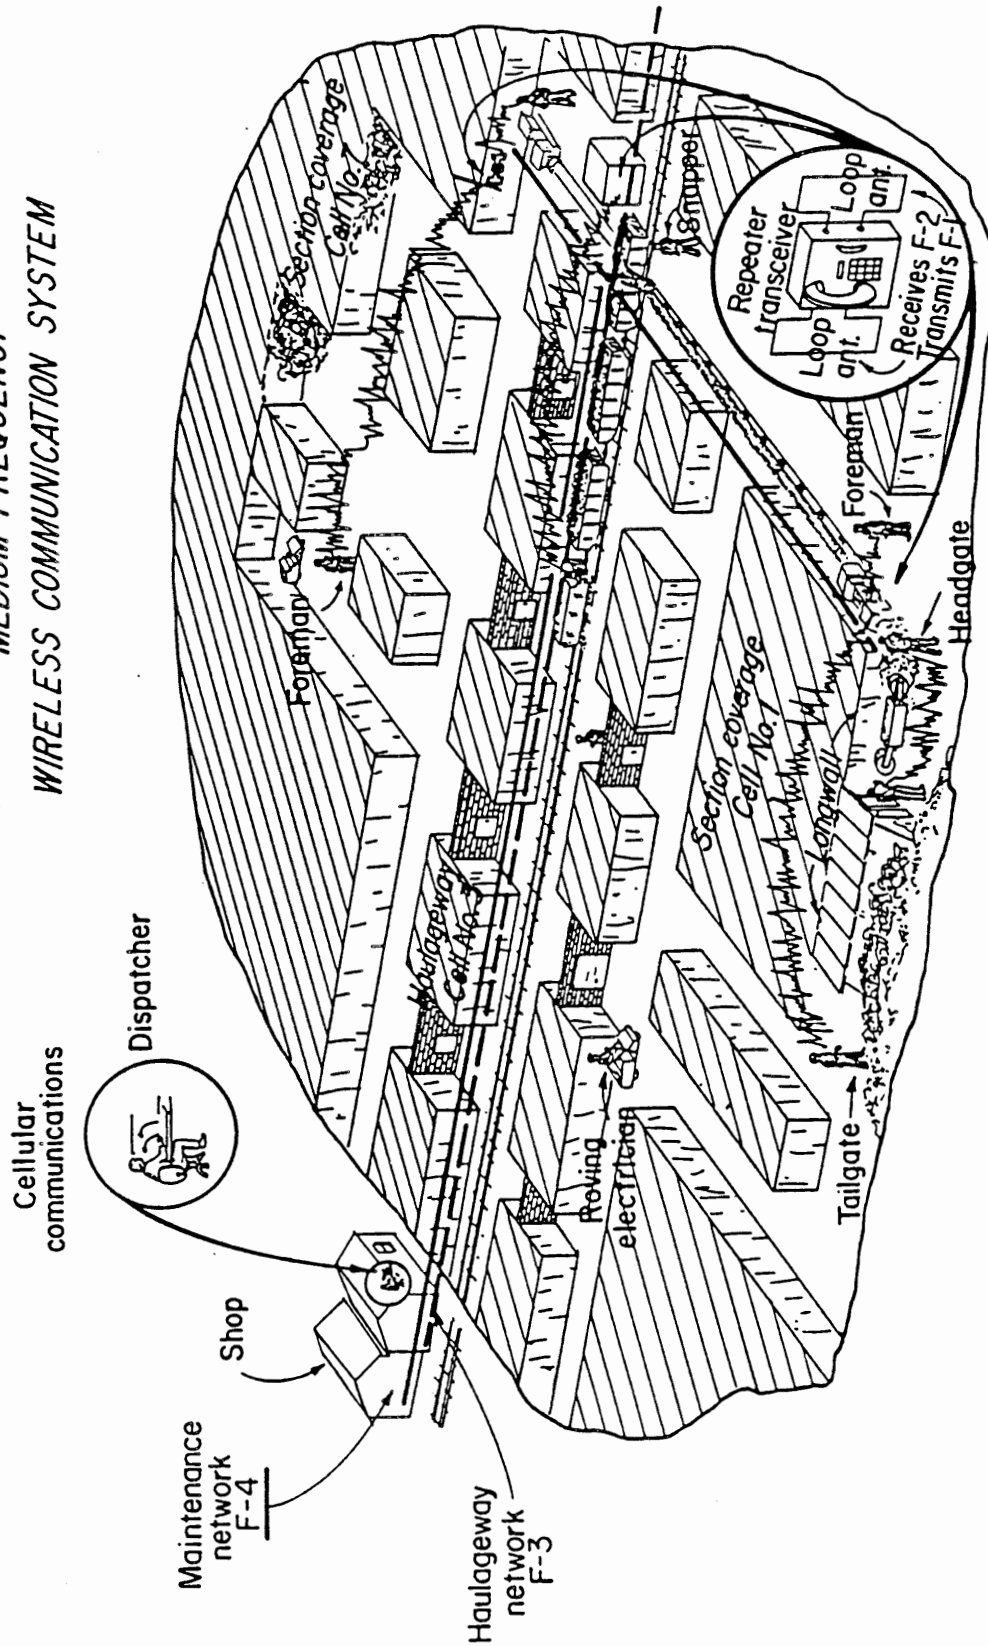 MEDIUM FREQUENCY
WIRELESS COMMUNICATION SYSTEM
Cellular
communications
Dispatcher
Shop
Maintenance
network
F-4
Haulageway
network
F-3
Section coverage
Cell No.
Foreman
Haulageway
Cell No. 3
Roving
electrician
Section coverage
Cell No. 1
Longwall
Tailgate
Headgate
Foreman
Snapper
Repeater
transceiver
Loop
ant.
Loop
ant.
Receives F-2
Transmits F-1